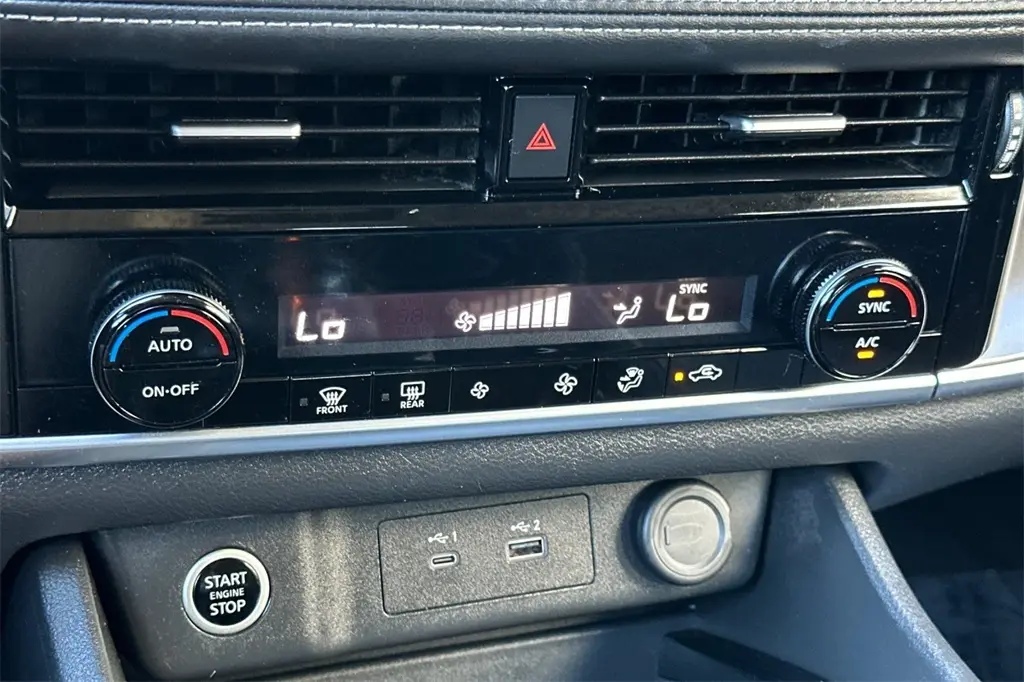 SYNC
Lo
Lo
AUTO
ON·OFF
SYNC
A/C
FRONT
REAR
1
2
START
ENGINE
STOP